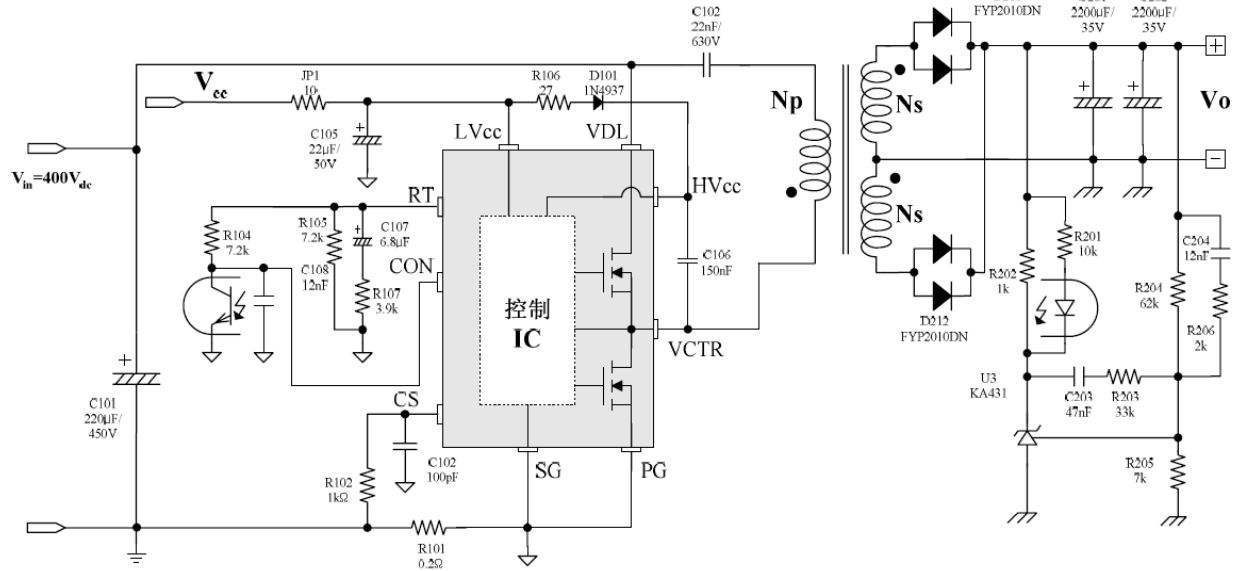 C102
22nF/
630V
FYP2010DN
2200µF/
35V
2200µF/
35V
+
Vcc
JP1
10
R106
27
D101
1N4937
Np
Ns
Vo
C105
22µF/
50V
+
LVcc
VDL
−
Vin=400Vdc
HVcc
RT
Ns
R104
7.2k
R105
7.2k
+
C107
6.8µF
C106
150nF
R201
10k
C204
12nF
CON
C108
12nF
R107
3.9k
R202
1k
R204
62k
控制
IC
D212
FYP2010DN
VCTR
R206
2k
+
C101
220µF/
450V
CS
U3
KA431
C203
47nF
R203
33k
C102
100pF
SG
PG
R102
1kΩ
R205
7k
R101
0.2Ω